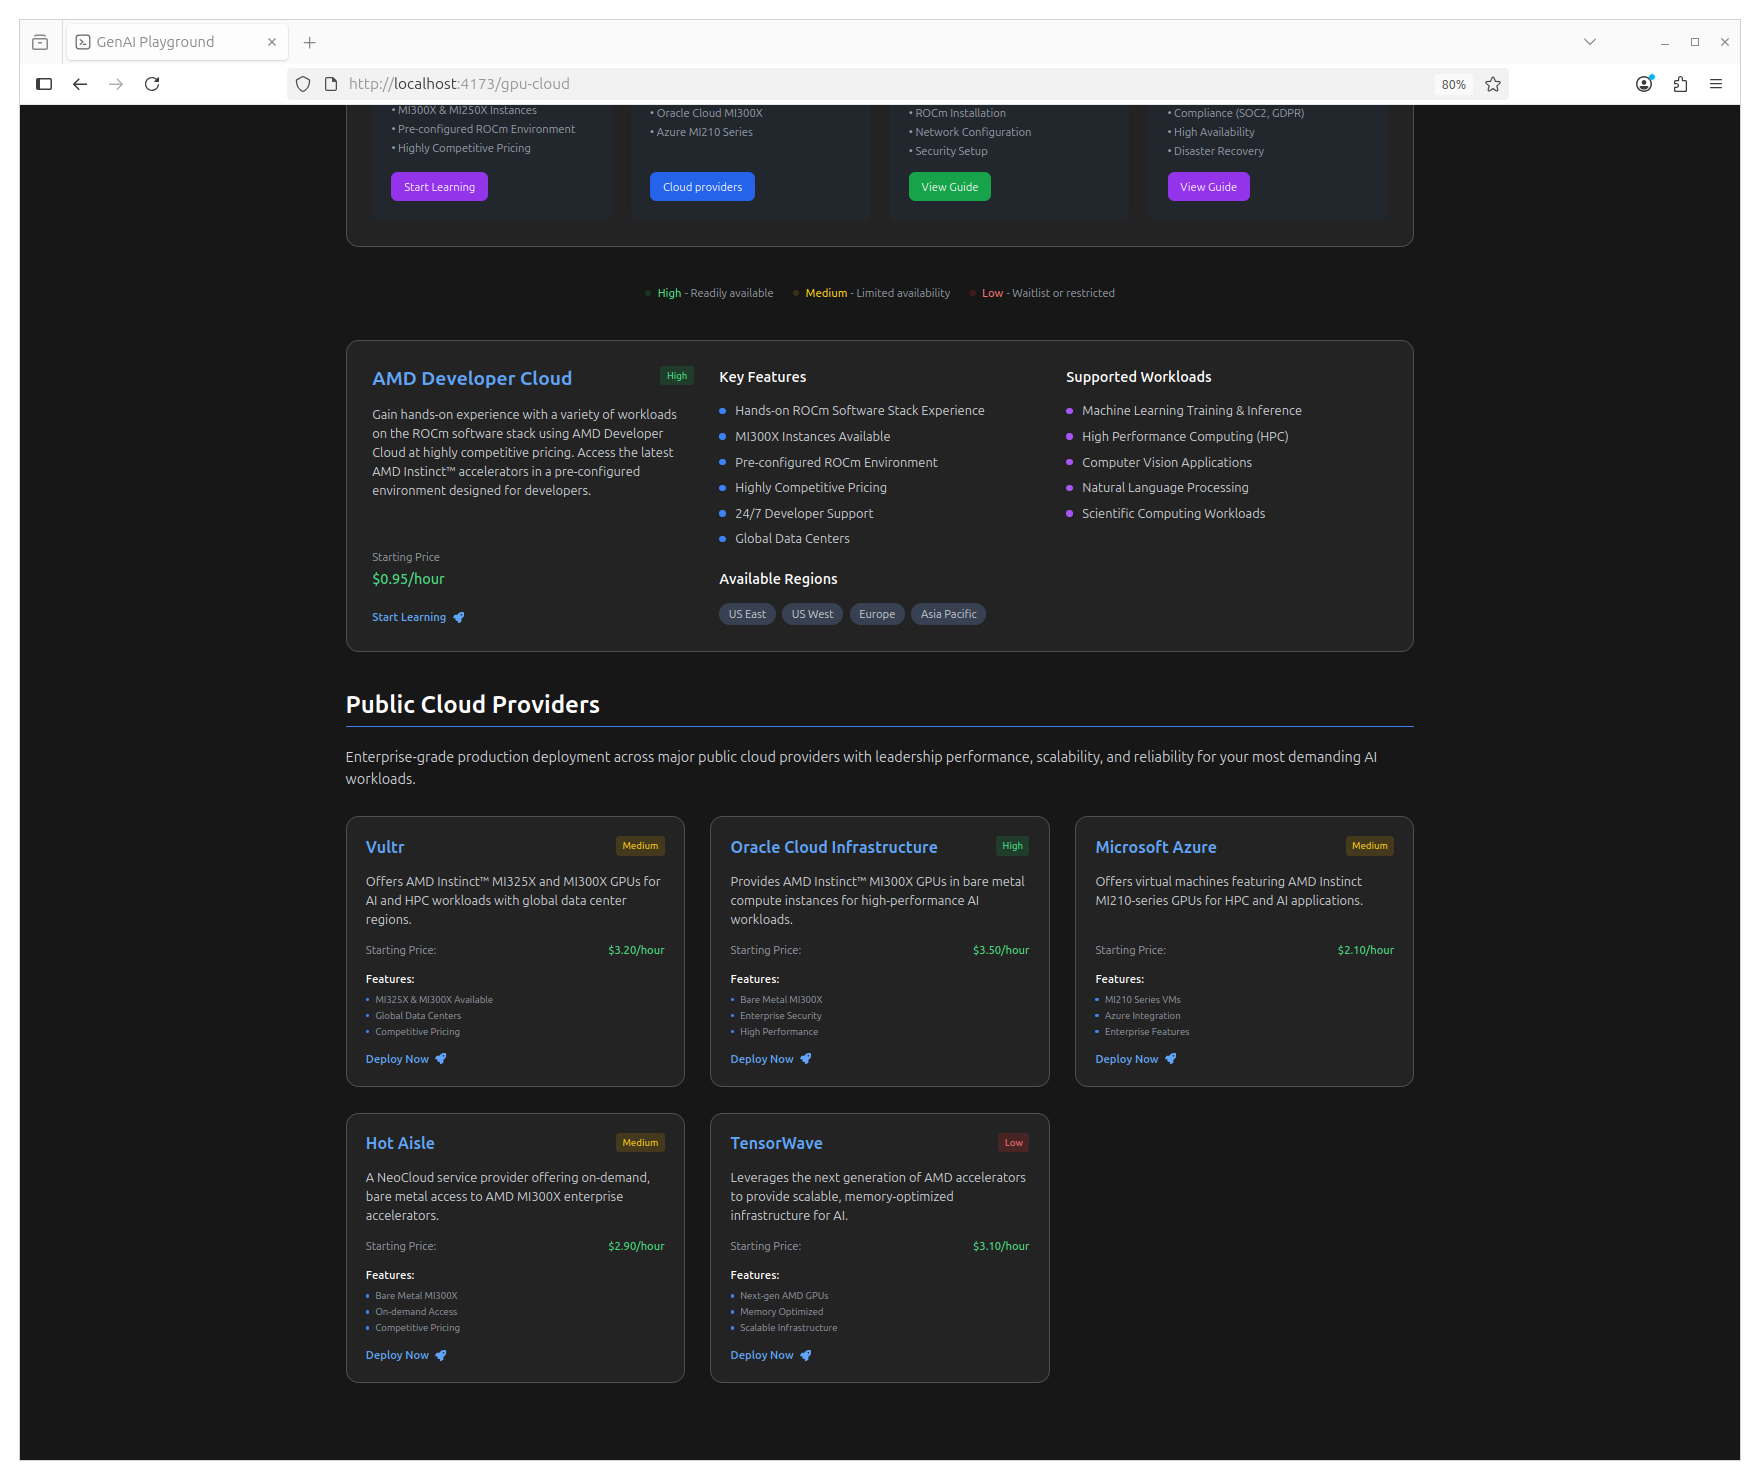 GenAI Playground
http://localhost:4173/gpu-cloud
80%
• MI300X & MI250X Instances
• Pre-configured ROCm Environment
• Highly Competitive Pricing
Start Learning
• Oracle Cloud MI300X
• Azure MI210 Series
Cloud providers
• ROCm Installation
• Network Configuration
• Security Setup
View Guide
• Compliance (SOC2, GDPR)
• High Availability
• Disaster Recovery
View Guide
High - Readily available
Medium - Limited availability
Low - Waitlist or restricted
AMD Developer Cloud
High
Gain hands-on experience with a variety of workloads
on the ROCm software stack using AMD Developer
Cloud at highly competitive pricing. Access the latest
AMD Instinct™ accelerators in a pre-configured
environment designed for developers.
Starting Price
$0.95/hour
Start Learning
Key Features
Hands-on ROCm Software Stack Experience
MI300X Instances Available
Pre-configured ROCm Environment
Highly Competitive Pricing
24/7 Developer Support
Global Data Centers
Available Regions
US East
US West
Europe
Asia Pacific
Supported Workloads
Machine Learning Training & Inference
High Performance Computing (HPC)
Computer Vision Applications
Natural Language Processing
Scientific Computing Workloads
Public Cloud Providers
Enterprise-grade production deployment across major public cloud providers with leadership performance, scalability, and reliability for your most demanding AI
workloads.
Vultr
Medium
Offers AMD Instinct™ MI325X and MI300X GPUs for
AI and HPC workloads with global data center
regions.
Starting Price:
$3.20/hour
Features:
• MI325X & MI300X Available
• Global Data Centers
• Competitive Pricing
Deploy Now
Oracle Cloud Infrastructure
High
Provides AMD Instinct™ MI300X GPUs in bare metal
compute instances for high-performance AI
workloads.
Starting Price:
$3.50/hour
Features:
• Bare Metal MI300X
• Enterprise Security
• High Performance
Deploy Now
Microsoft Azure
Medium
Offers virtual machines featuring AMD Instinct
MI210-series GPUs for HPC and AI applications.
Starting Price:
$2.10/hour
Features:
• MI210 Series VMs
• Azure Integration
• Enterprise Features
Deploy Now
Hot Aisle
Medium
A NeoCloud service provider offering on-demand,
bare metal access to AMD MI300X enterprise
accelerators.
Starting Price:
$2.90/hour
Features:
• Bare Metal MI300X
• On-demand Access
• Competitive Pricing
Deploy Now
TensorWave
Low
Leverages the next generation of AMD accelerators
to provide scalable, memory-optimized
infrastructure for AI.
Starting Price:
$3.10/hour
Features:
• Next-gen AMD GPUs
• Memory Optimized
• Scalable Infrastructure
Deploy Now